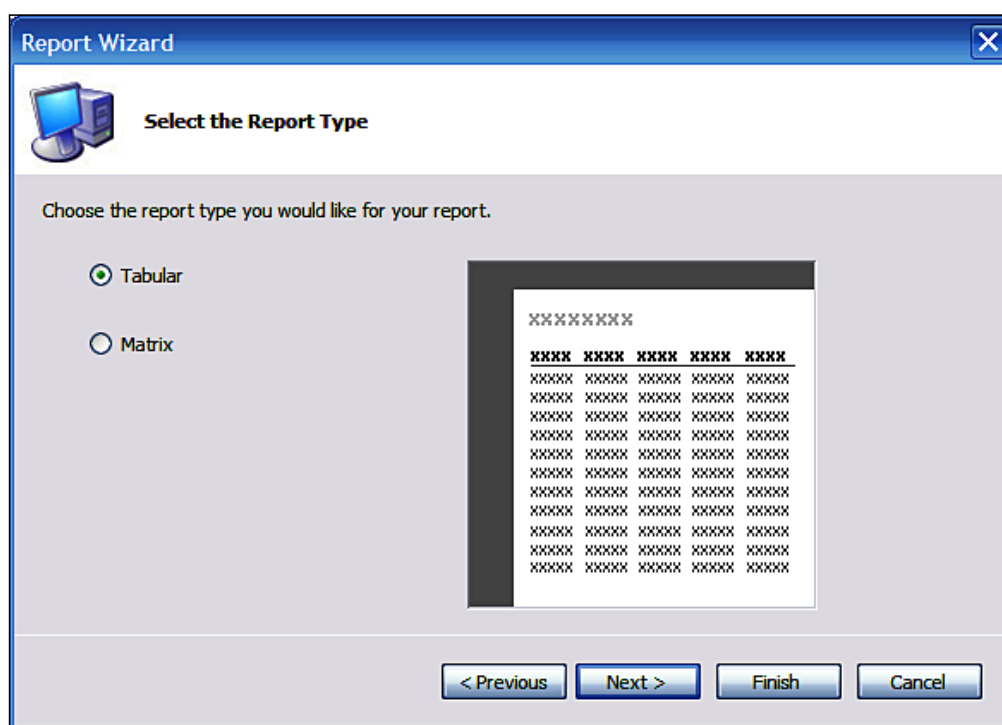 Report Wizard
Select the Report Type
Choose the report type you would like for your report.
Tabular
Matrix
xxxxxxxx
xxxx xxxx xxxx xxxx xxxx
xxxxx xxxxx xxxxx xxxxx xxxxx
xxxxx xxxxx xxxxx xxxxx xxxxx
xxxxx xxxxx xxxxx xxxxx xxxxx
xxxxx xxxxx xxxxx xxxxx xxxxx
xxxxx xxxxx xxxxx xxxxx xxxxx
xxxxx xxxxx xxxxx xxxxx xxxxx
xxxxx xxxxx xxxxx xxxxx xxxxx
xxxxx xxxxx xxxxx xxxxx xxxxx
xxxxx xxxxx xxxxx xxxxx xxxxx
xxxxx xxxxx xxxxx xxxxx xxxxx
xxxxx xxxxx xxxxx xxxxx xxxxx
< Previous Next > Finish Cancel